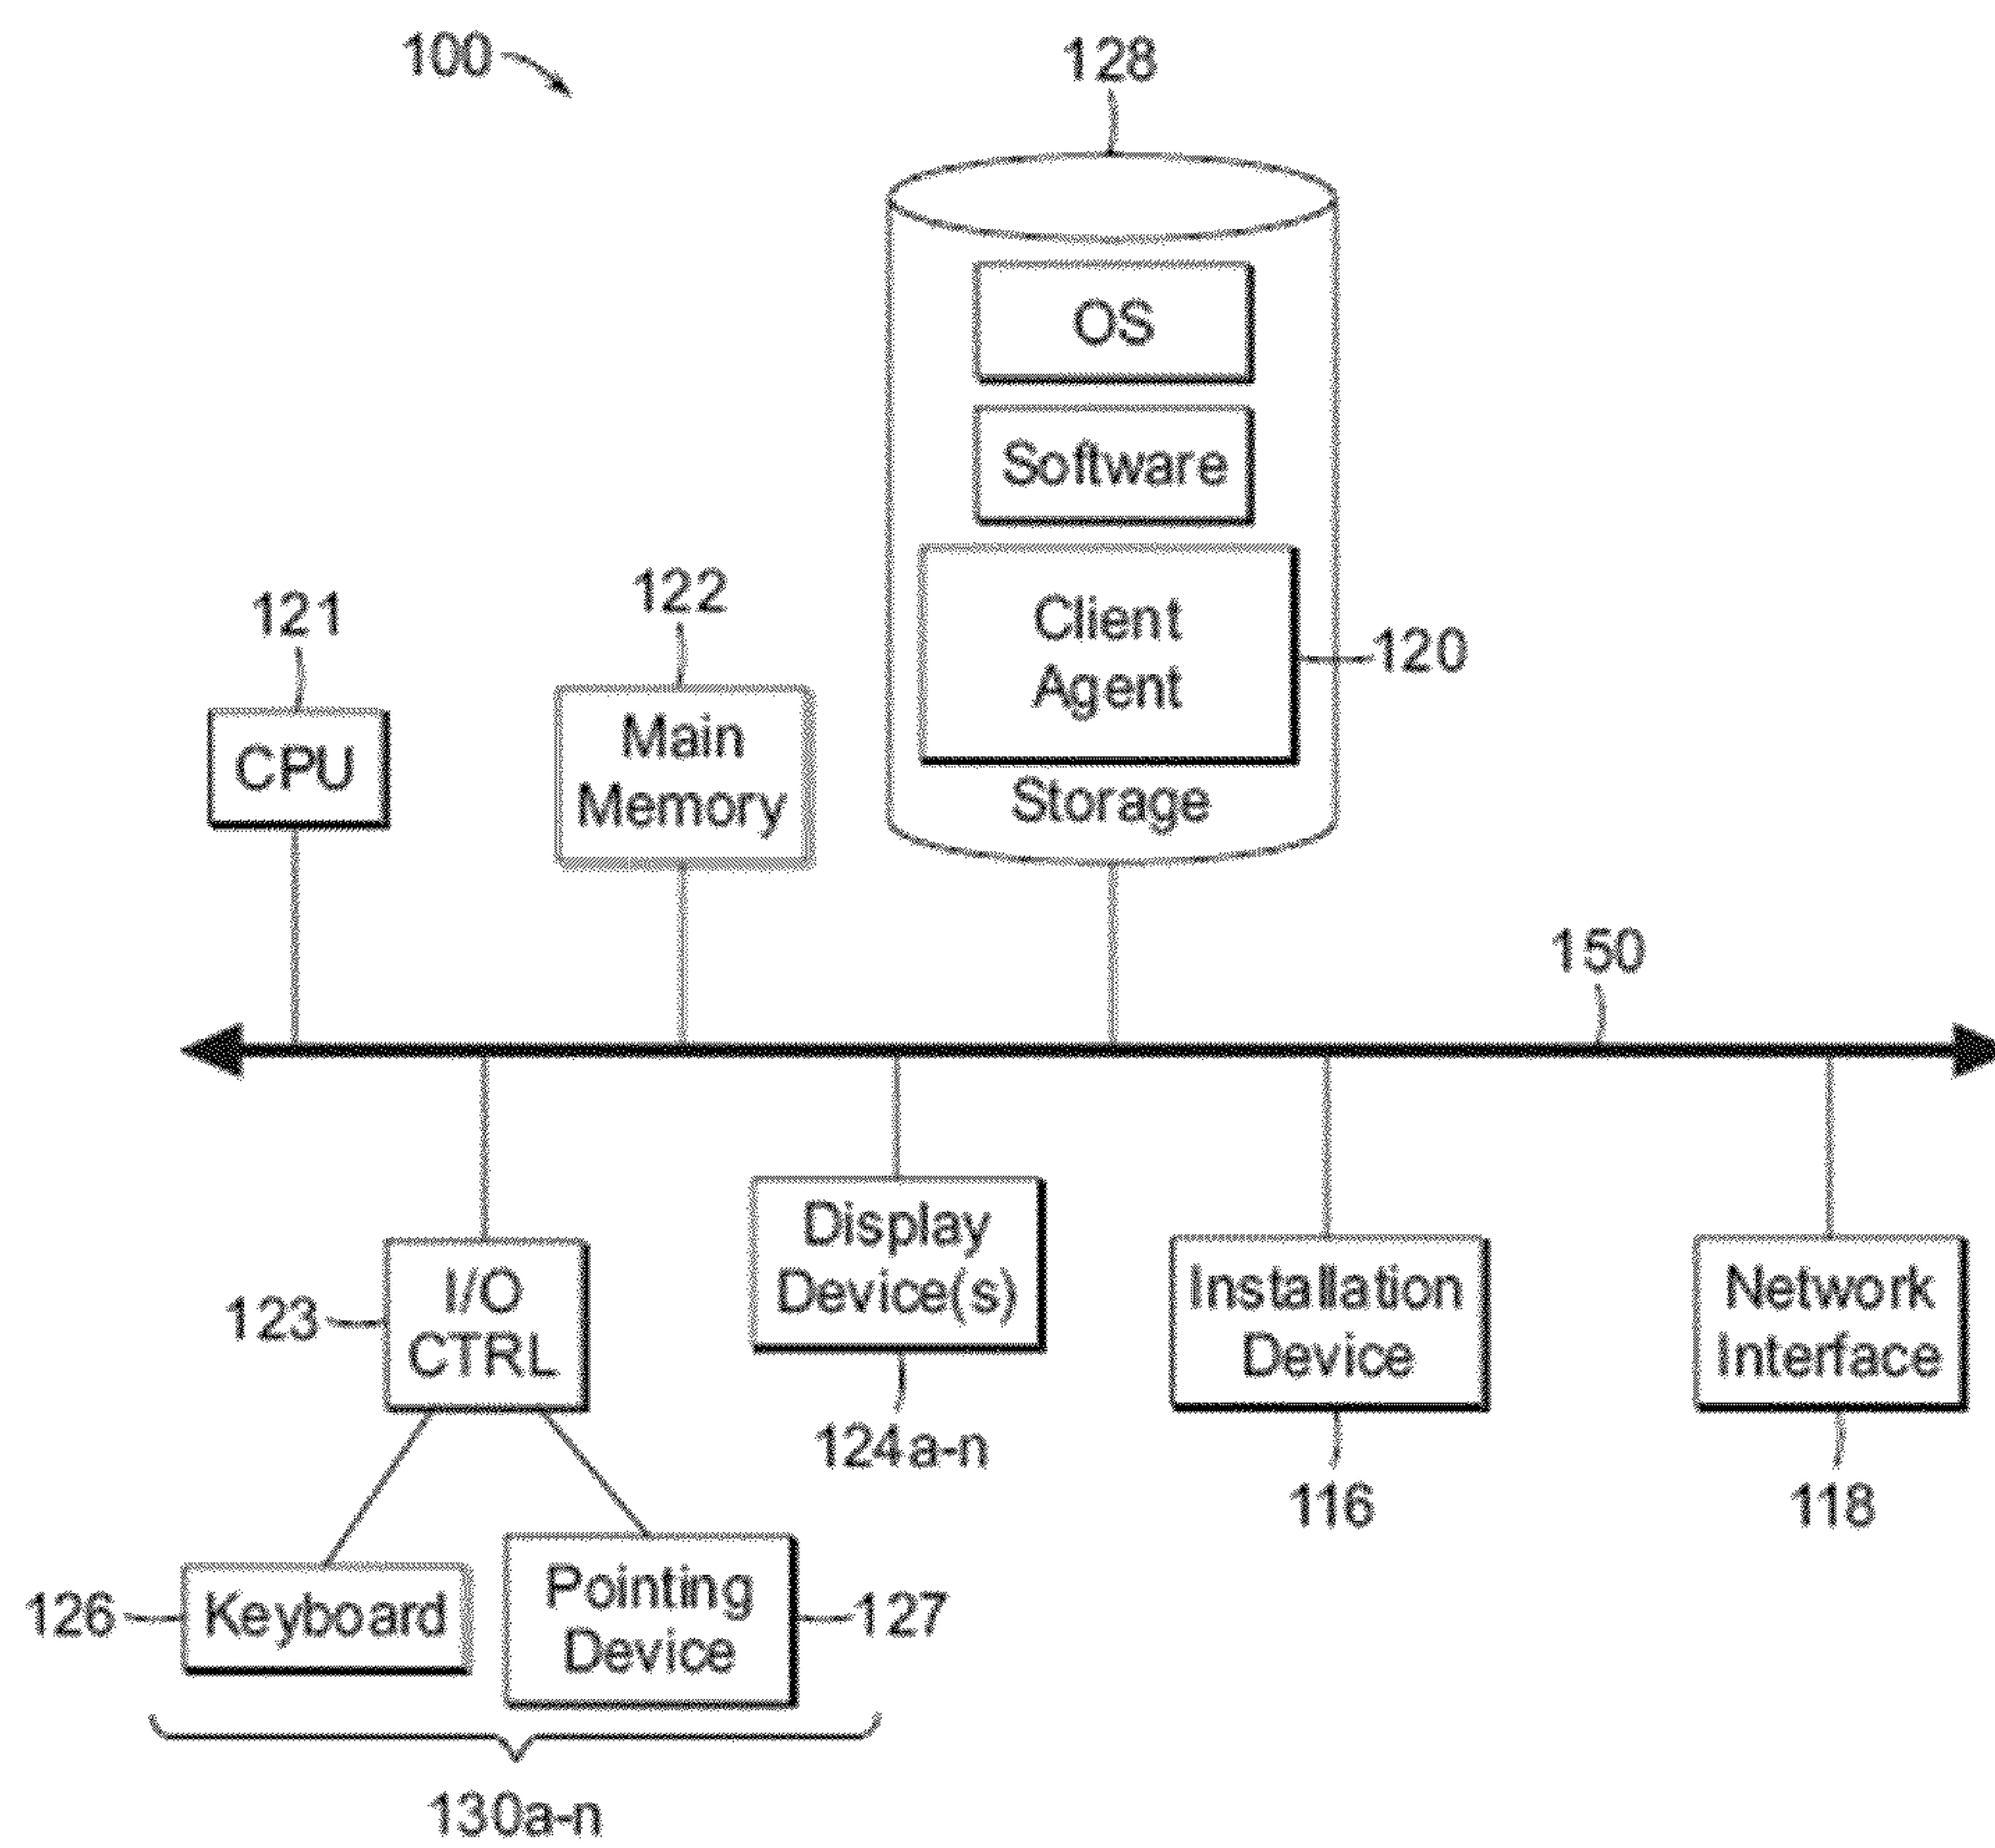 100
128
OS
Software
Client
Agent
120
Storage
121
122
CPU
Main
Memory
150
Display
Device(s)
I/O
CTRL
123
Installation
Device
Network
Interface
124a-n
116
118
126
Keyboard
Pointing
Device
127
130a-n